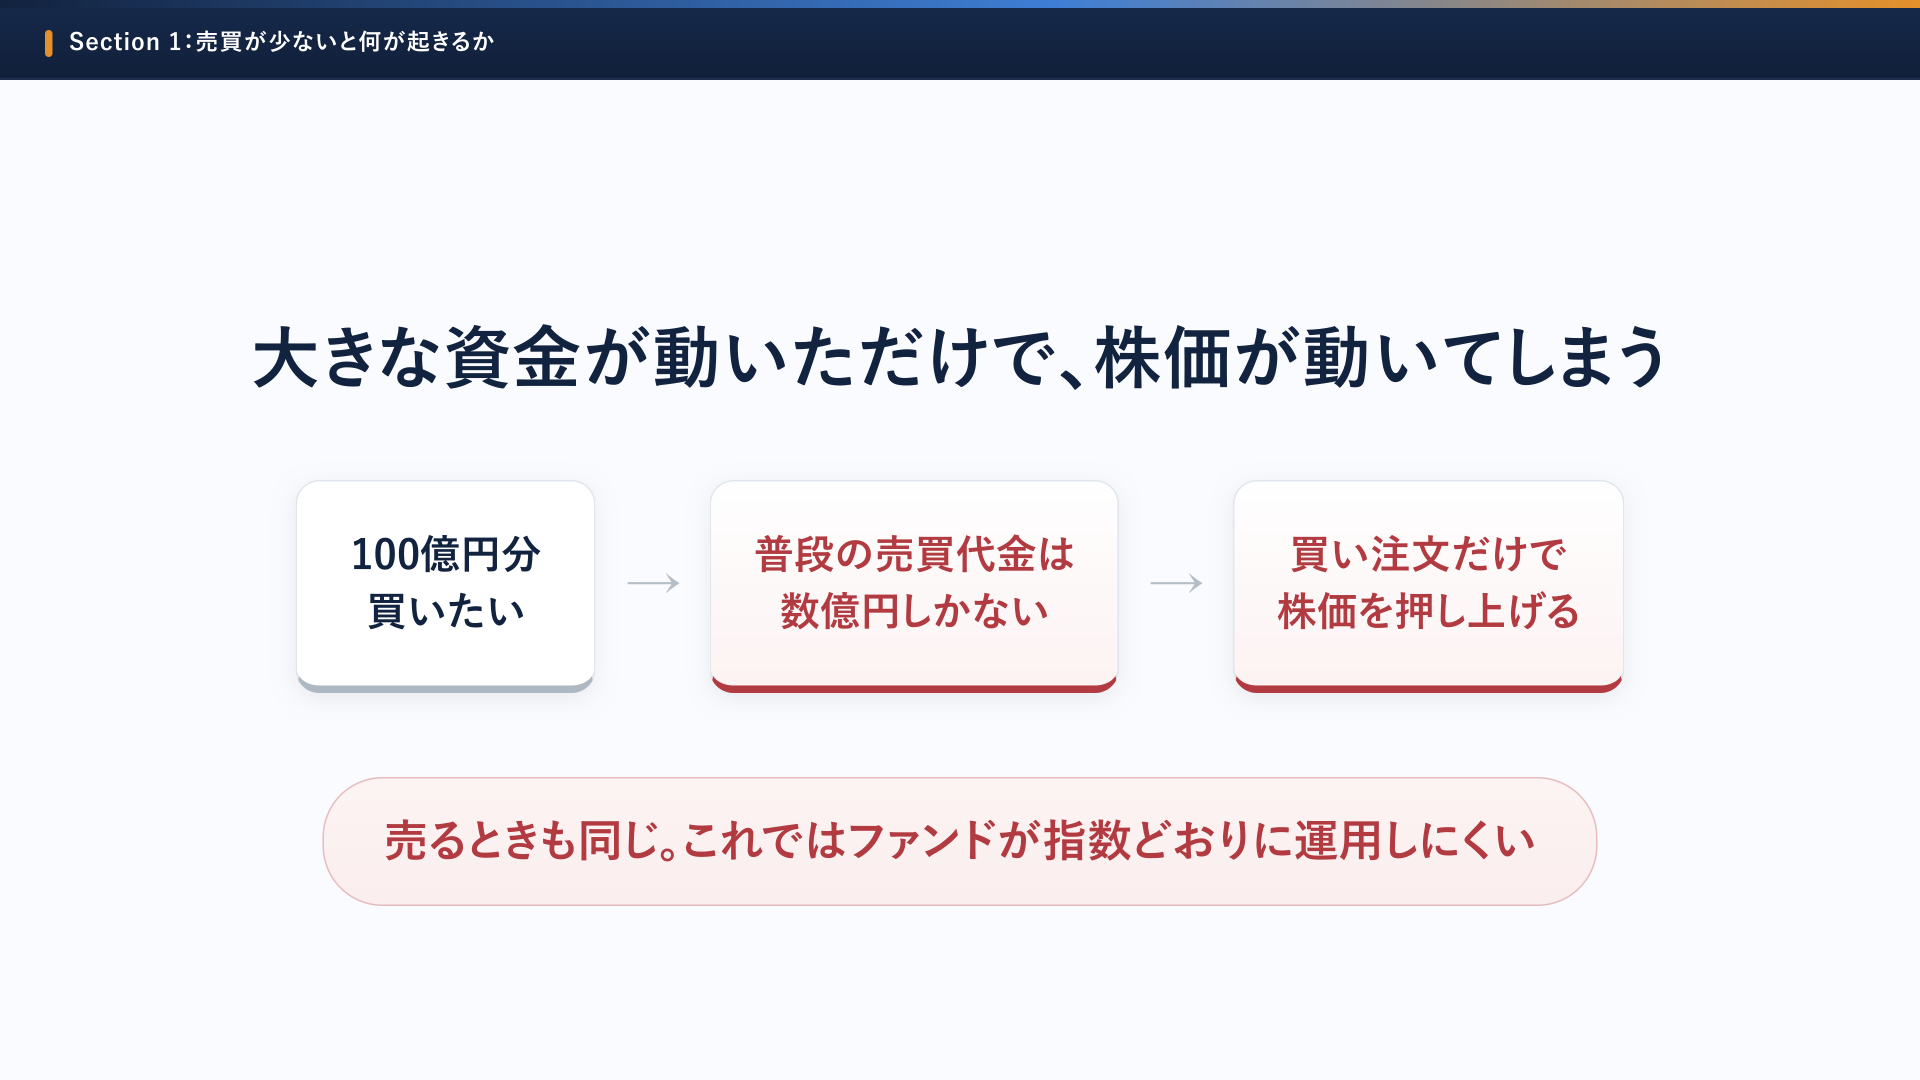 Section 1：売買が少ないと何が起きるか
大きな資金が動いただけで、株価が動いてしまう
100億円分
買いたい
→
普段の売買代金は
数億円しかない
→
買い注文だけで
株価を押し上げる
売るときも同じ。これではファンドが指数どおりに運用しにくい